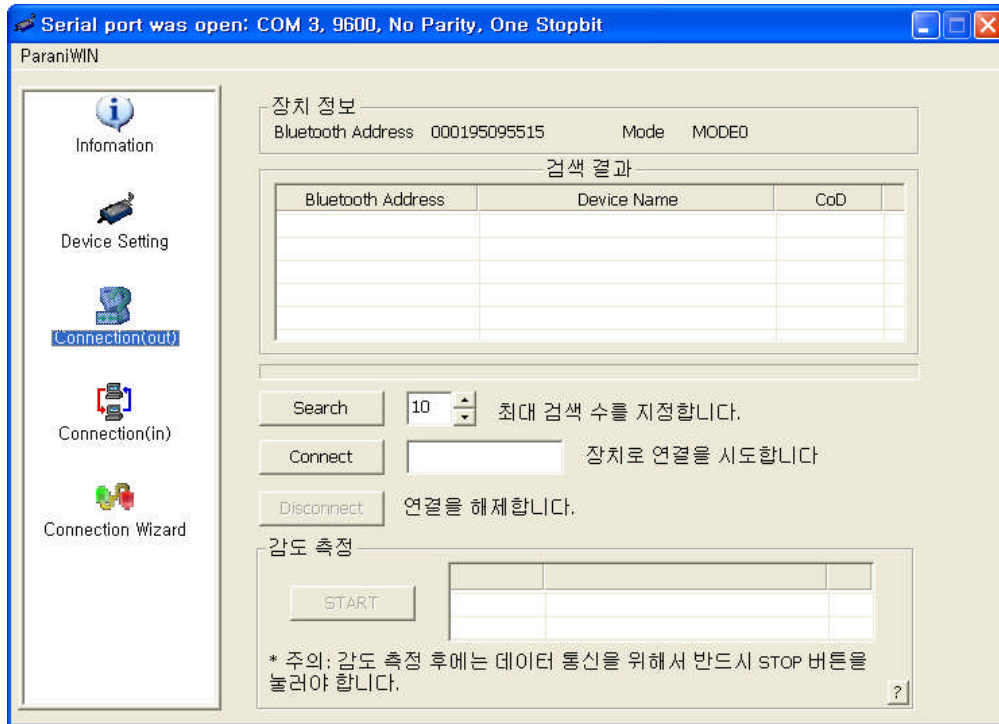 Serial port was open: COM 3, 9600, No Parity, One Stopbit
ParaniWIN
Infomation
Device Setting
Connection(out)
Connection(in)
Connection Wizard
장치 정보
Bluetooth Address 000195095515 Mode MODE0
검색 결과
Bluetooth Address Device Name CoD
Search 10 최대 검색 수를 지정합니다.
Connect 장치로 연결을 시도합니다
Disconnect 연결을 해제합니다.
감도 측정
START
* 주의: 감도 측정 후에는 데이터 통신을 위해서 반드시 STOP 버튼을
눌러야 합니다.
?